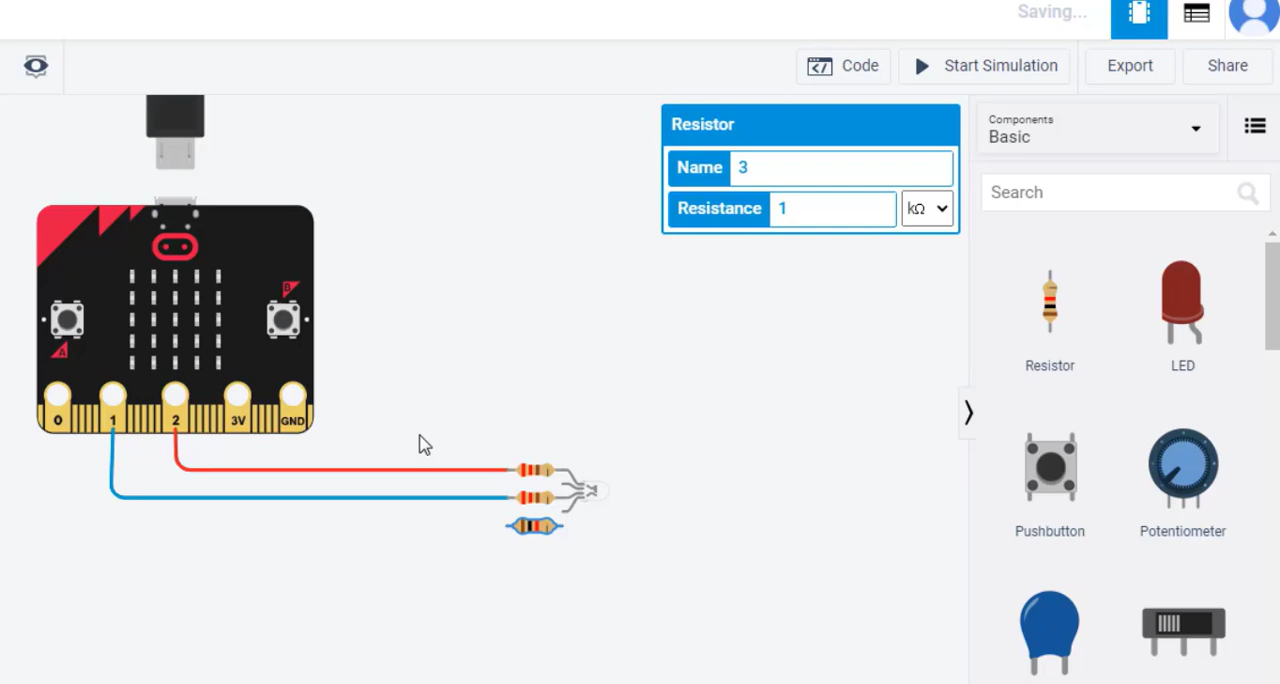 Saving...
Code
Start Simulation
Export
Share
Resistor
Name 3
Resistance 1 kΩ
Components
Basic
Search
Resistor
LED
Pushbutton
Potentiometer
B
A
0 1 2 3V GND